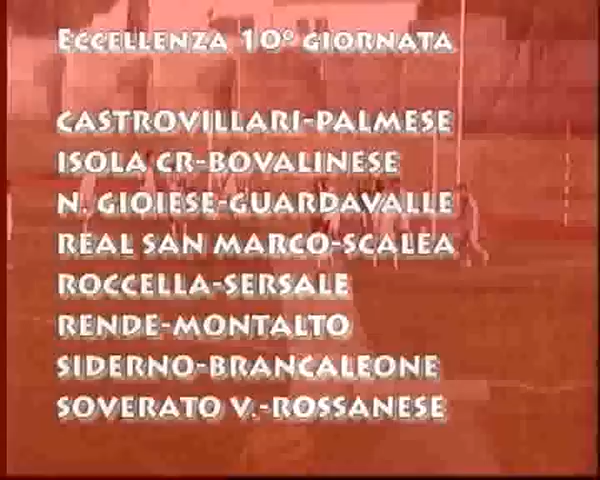 Eccellenza 10° giornata
CASTROVILLARI-PALMESE
ISOLA CR-BOVALINESE
N. GIOIESE-GUARDAVALLE
REAL SAN MARCO-SCALEA
ROCCELLA-SERSALE
RENDE-MONTALTO
SIDERNO-BRANCALEONE
SOVERATO V.-ROSSANESE